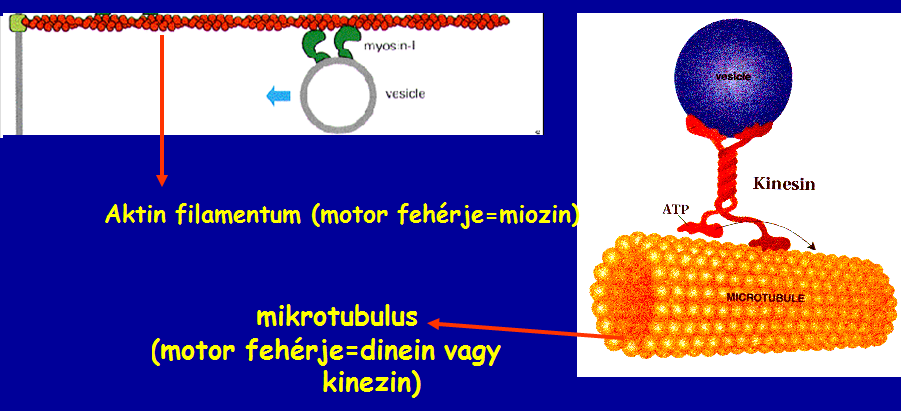 myosin-I
vesicle
vesicle
Kinesin
ATP
Aktin filamentum (motor fehérje=miozin)
MICROTUBULE
mikrotubulus
(motor fehérje=dinein vagy
kinezin)